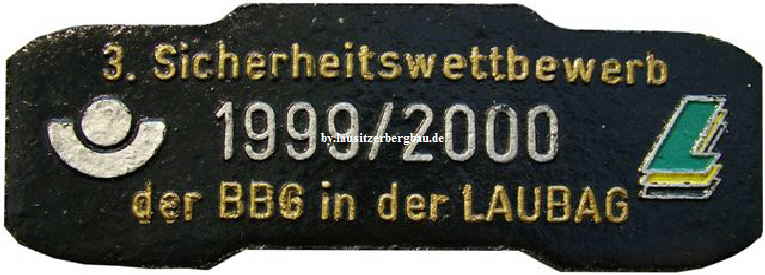 3. Sicherheitswettbewerb
1999/2000
by.lausitzerbergbau.de
der BBG in der LAUBAG